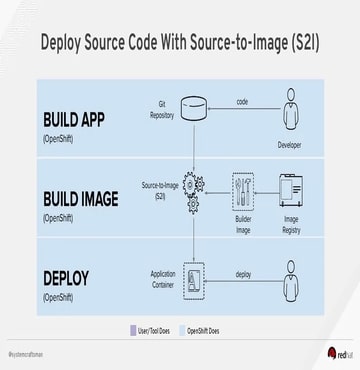 Deploy Source Code With Source-to-Image (S2I)
BUILD APP
(OpenShift)
Git
Repository
code
Developer
BUILD IMAGE
(OpenShift)
Source-to-Image
(S2I)
Builder
Image
Image
Registry
DEPLOY
(OpenShift)
Application
Container
deploy
User/Tool Does
OpenShift Does
@systemcraftsman
redhat